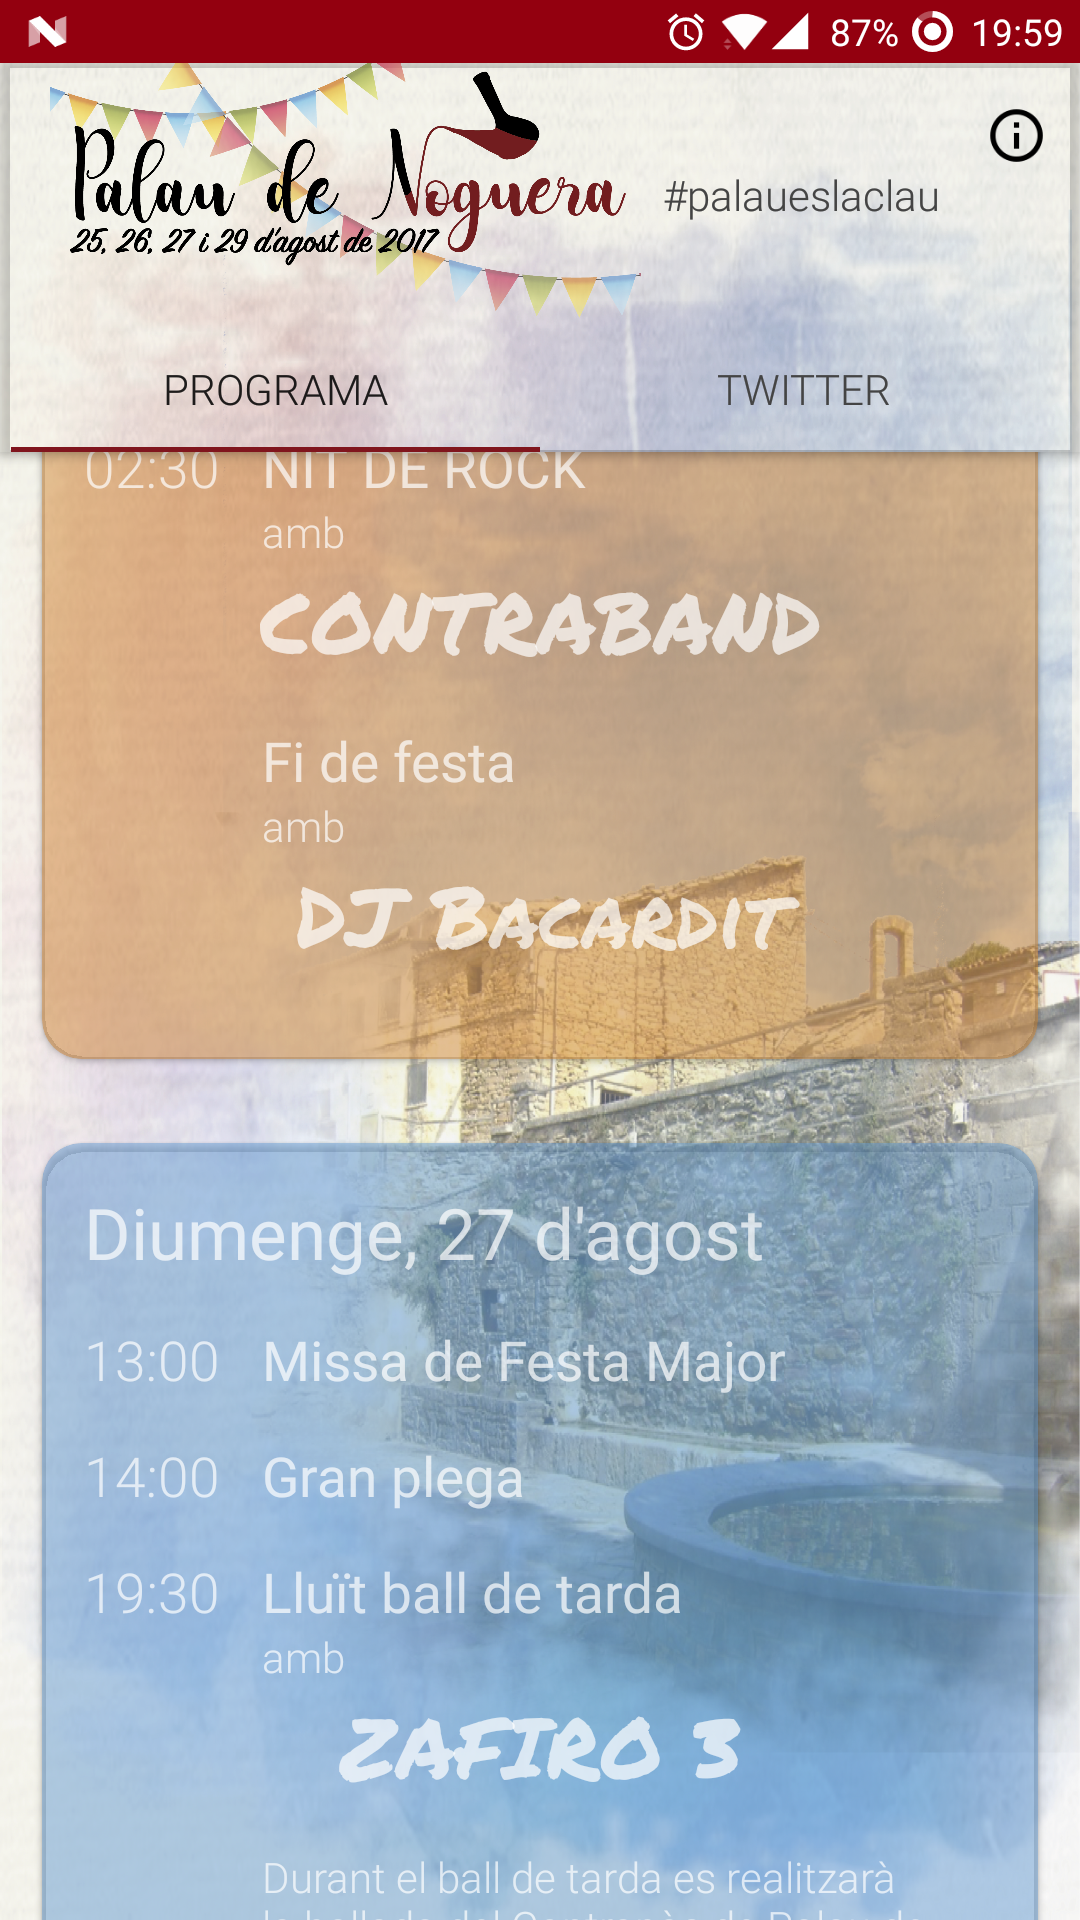 87% 19:59
Palau de Noguera
25, 26, 27 i 29 d'agost de 2017
#palaueslaclau
PROGRAMA TWITTER
02:30 NIT DE ROCK
amb
CONTRABAND
Fi de festa
amb
DJ BACARDIT
Diumenge, 27 d'agost
13:00 Missa de Festa Major
14:00 Gran plega
19:30 Lluït ball de tarda
amb
ZAFIRO 3
Durant el ball de tarda es realitzarà